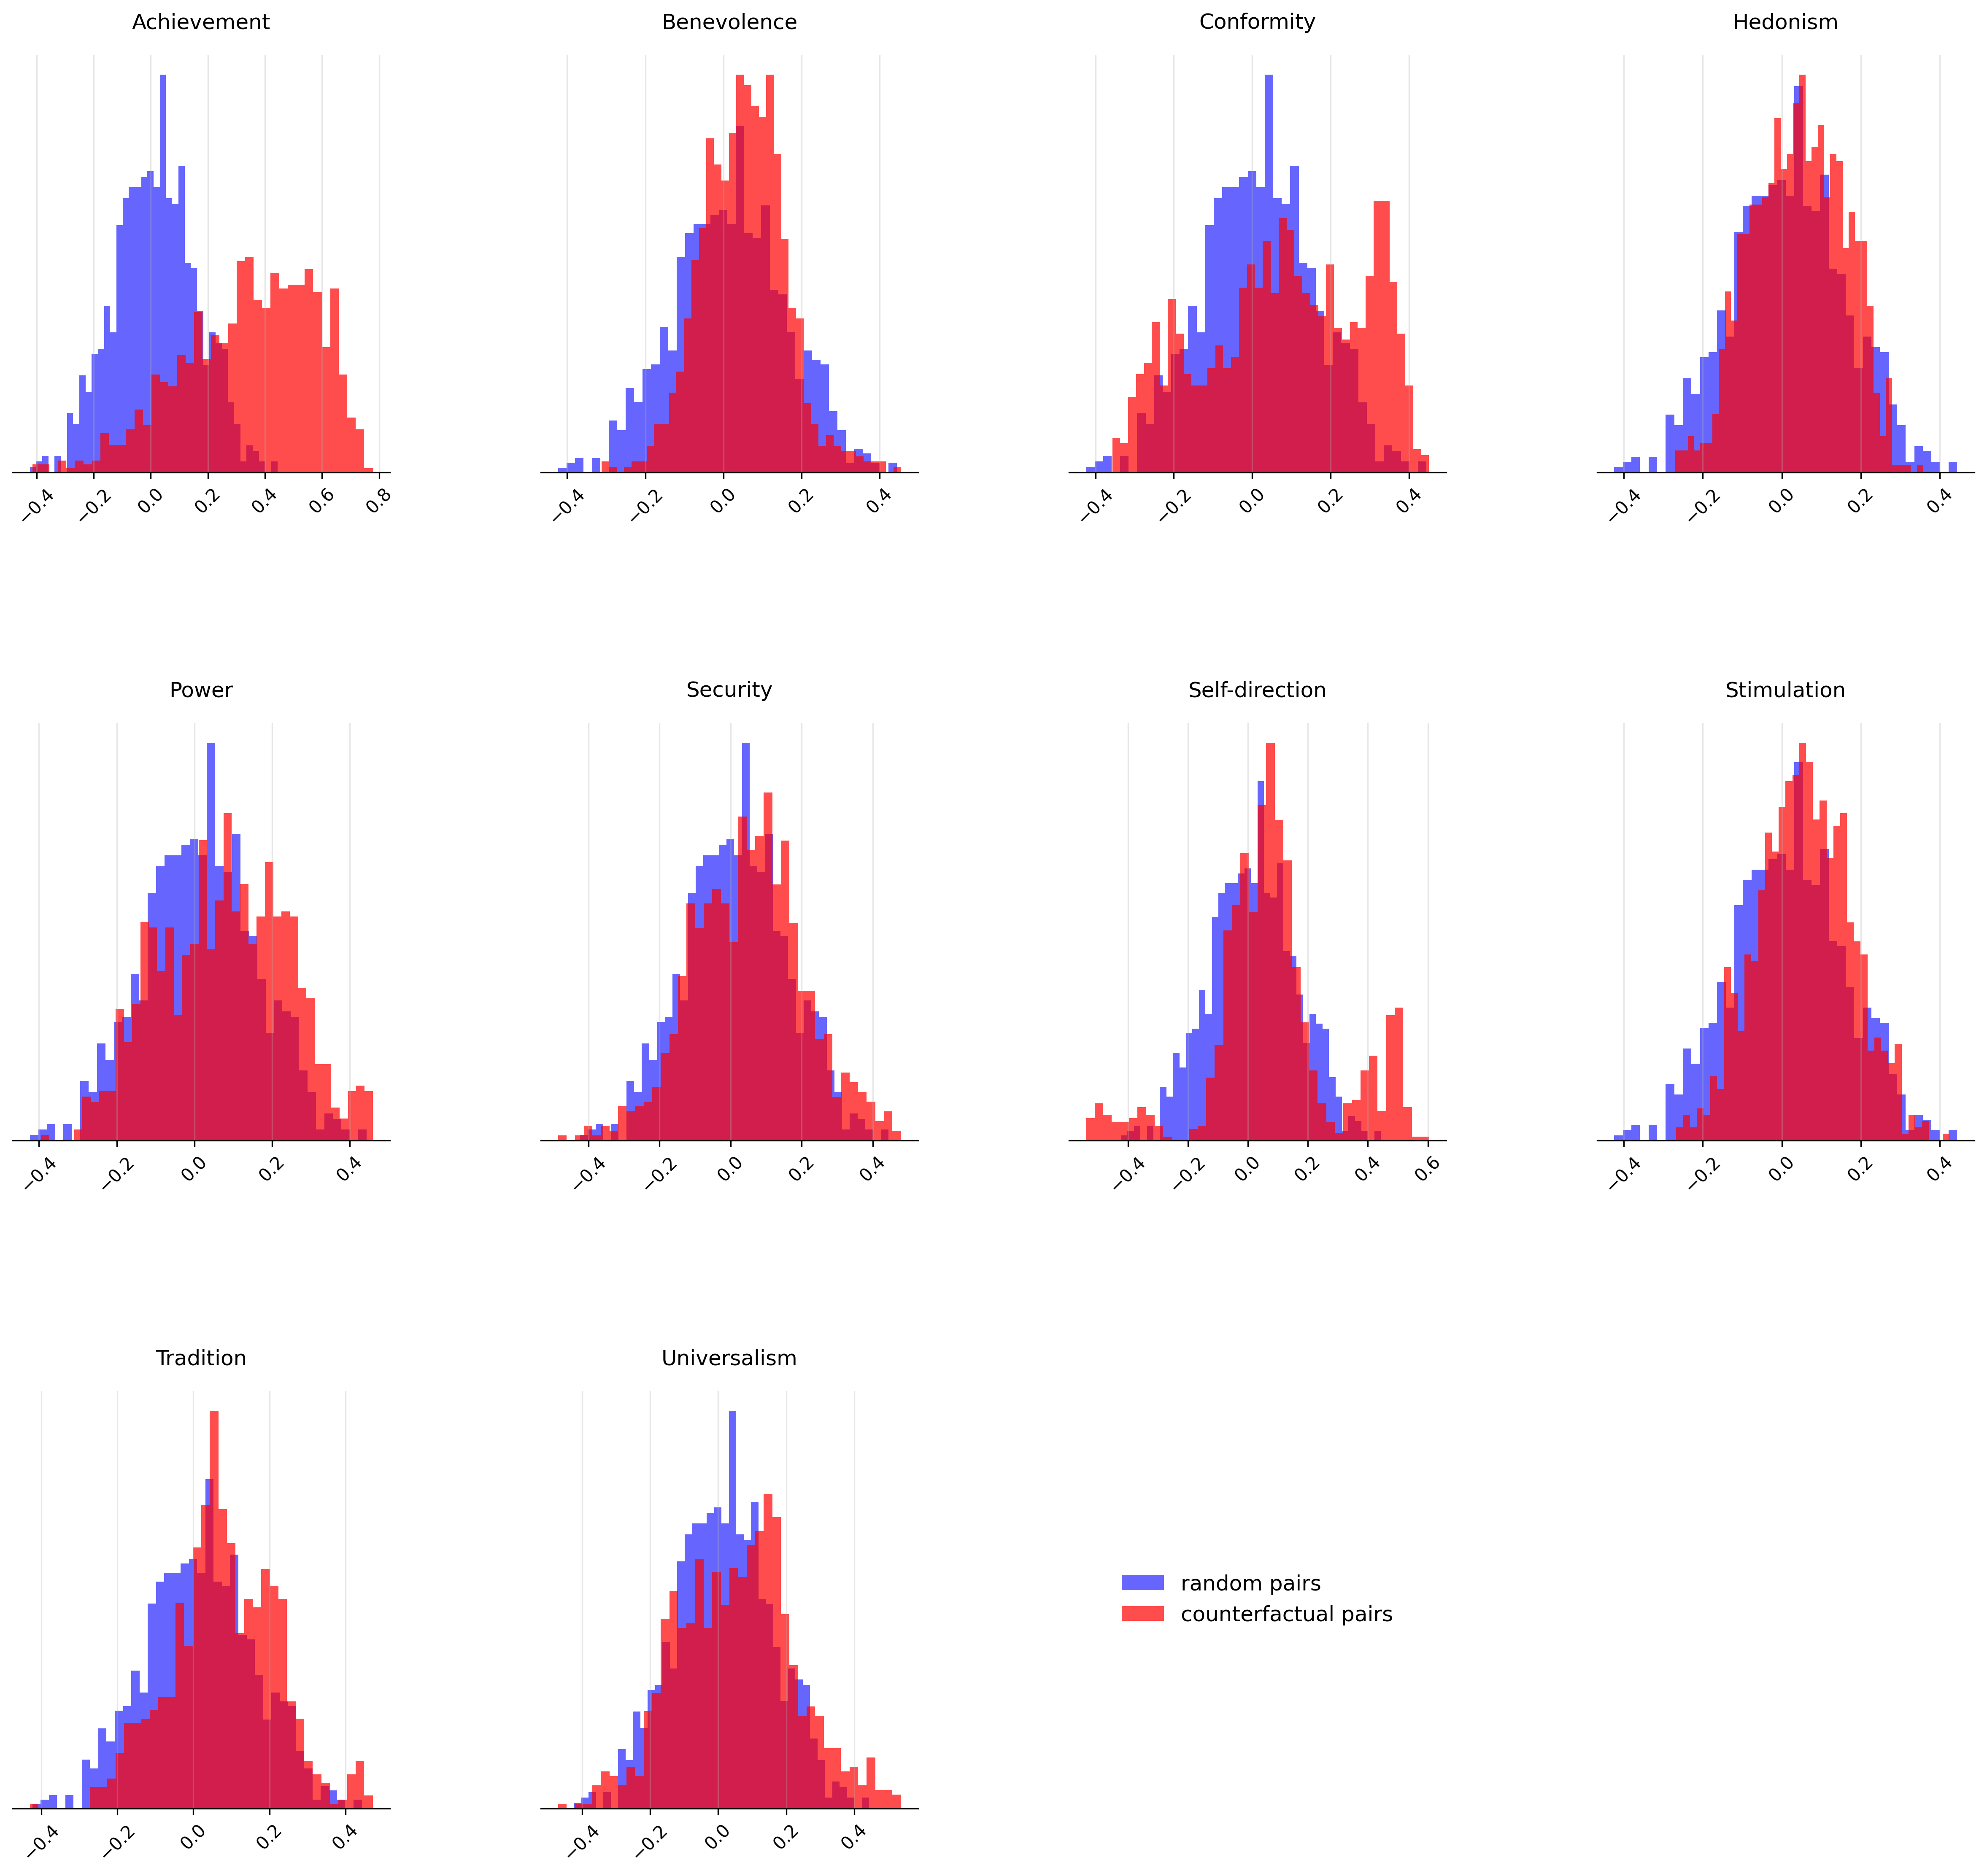 Achievement
Benevolence
Conformity
Hedonism
−0.4 −0.2 0.0 0.2 0.4 0.6 0.8
−0.4 −0.2 0.0 0.2 0.4
−0.4 −0.2 0.0 0.2 0.4
−0.4 −0.2 0.0 0.2 0.4
Power
Security
Self-direction
Stimulation
−0.4 −0.2 0.0 0.2 0.4
−0.4 −0.2 0.0 0.2 0.4
−0.4 −0.2 0.0 0.2 0.4 0.6
−0.4 −0.2 0.0 0.2 0.4
Tradition
Universalism
random pairs
counterfactual pairs
−0.4 −0.2 0.0 0.2 0.4
−0.4 −0.2 0.0 0.2 0.4